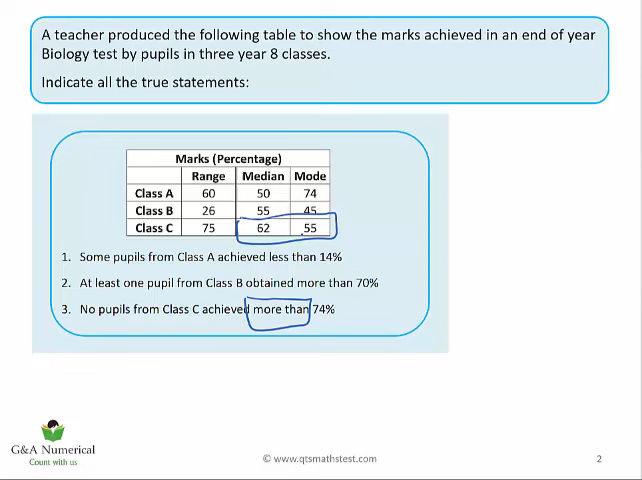 A teacher produced the following table to show the marks achieved in an end of year
Biology test by pupils in three year 8 classes.
Indicate all the true statements:
Marks (Percentage)
Range Median Mode
Class A 60 50 74
Class B 26 55 45
Class C 75 62 55
1. Some pupils from Class A achieved less than 14%
2. At least one pupil from Class B obtained more than 70%
3. No pupils from Class C achieved more than 74%
G&A Numerical
Count with us
© www.qtsmathstest.com
2